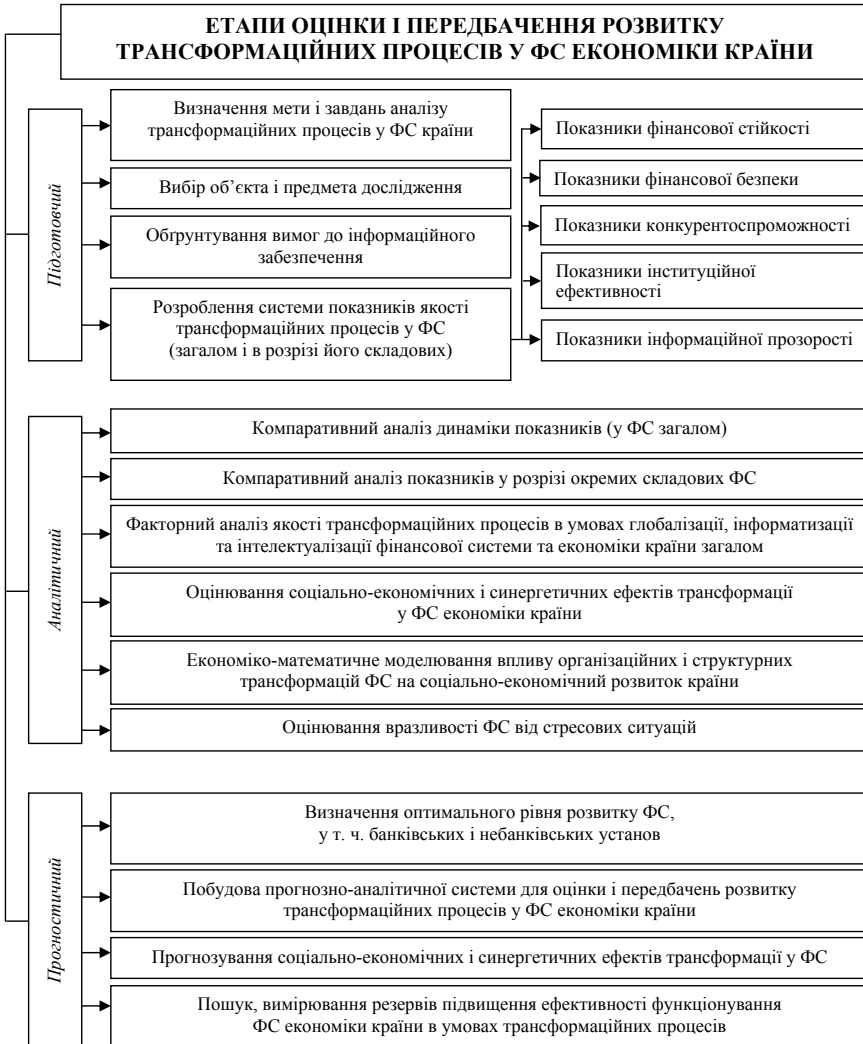 ЕТАПИ ОЦІНКИ І ПЕРЕДБАЧЕННЯ РОЗВИТКУ
ТРАНСФОРМАЦІЙНИХ ПРОЦЕСІВ У ФС ЕКОНОМІКИ КРАЇНИ
Підготовчий
Визначення мети і завдань аналізу
трансформаційних процесів у ФС країни
Вибір об’єкта і предмета дослідження
Обґрунтування вимог до інформаційного
забезпечення
Розроблення системи показників якості
трансформаційних процесів у ФС
(загалом і в розрізі його складових)
Показники фінансової стійкості
Показники фінансової безпеки
Показники конкурентоспроможності
Показники інституційної
ефективності
Показники інформаційної прозорості
Аналітичний
Компаративний аналіз динаміки показників (у ФС загалом)
Компаративний аналіз показників у розрізі окремих складових ФС
Факторний аналіз якості трансформаційних процесів в умовах глобалізації, інформатизації
та інтелектуалізації фінансової системи та економіки країни загалом
Оцінювання соціально-економічних і синергетичних ефектів трансформації
у ФС економіки країни
Економіко-математичне моделювання впливу організаційних і структурних
трансформацій ФС на соціально-економічний розвиток країни
Оцінювання вразливості ФС від стресових ситуацій
Прогностичний
Визначення оптимального рівня розвитку ФС,
у т. ч. банківських і небанківських установ
Побудова прогнозно-аналітичної системи для оцінки і передбачень розвитку
трансформаційних процесів у ФС економіки країни
Прогнозування соціально-економічних і синергетичних ефектів трансформації у ФС
Пошук, вимірювання резервів підвищення ефективності функціонування
ФС економіки країни в умовах трансформаційних процесів